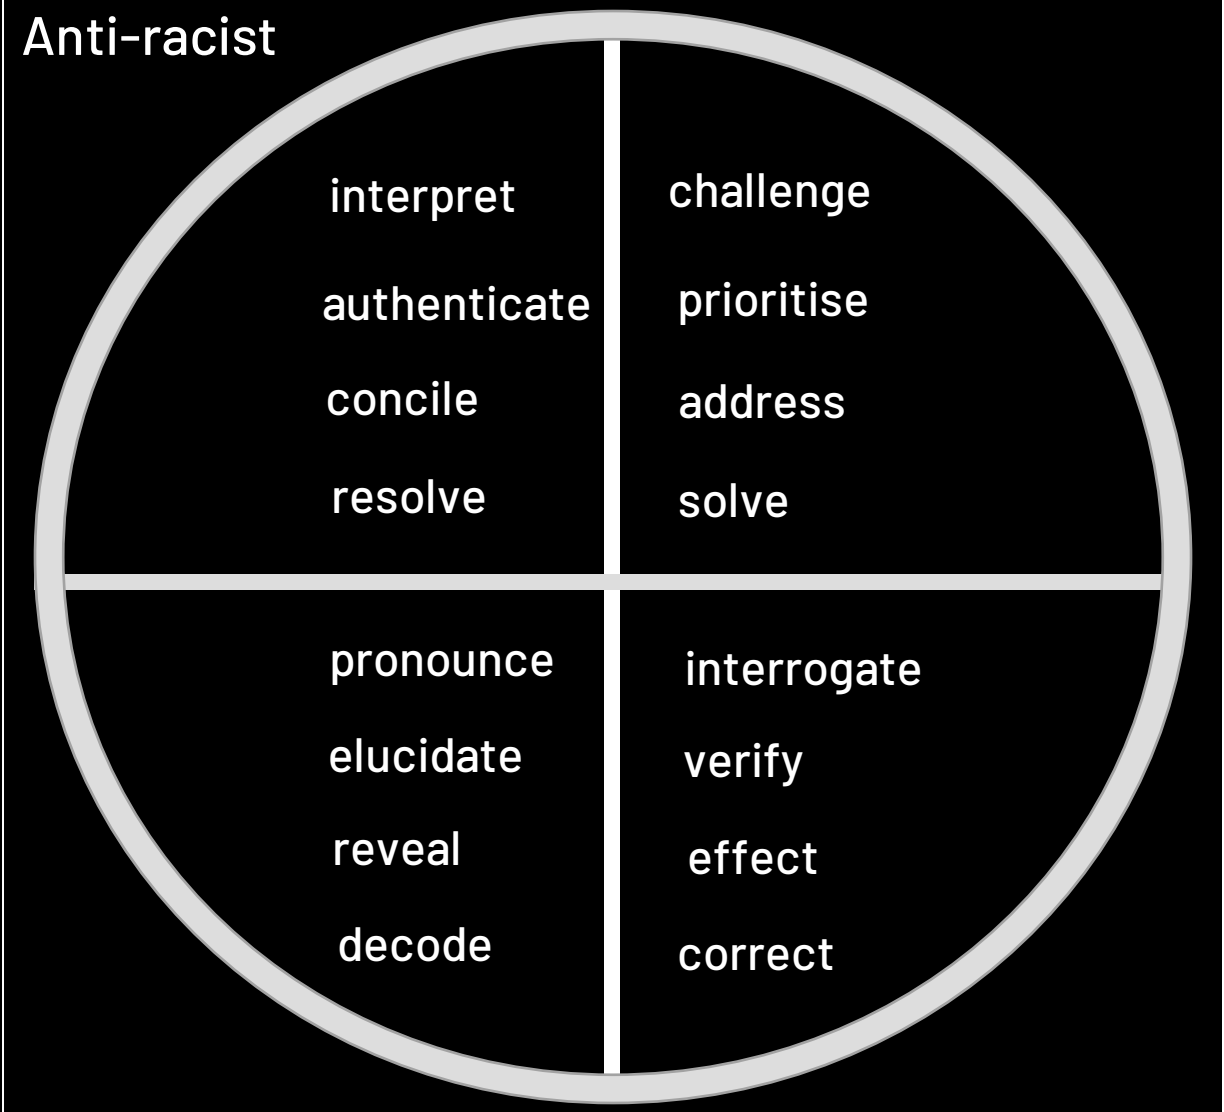 Anti-racist
interpret
authenticate
concile
resolve
challenge
prioritise
address
solve
pronounce
elucidate
reveal
decode
interrogate
verify
effect
correct